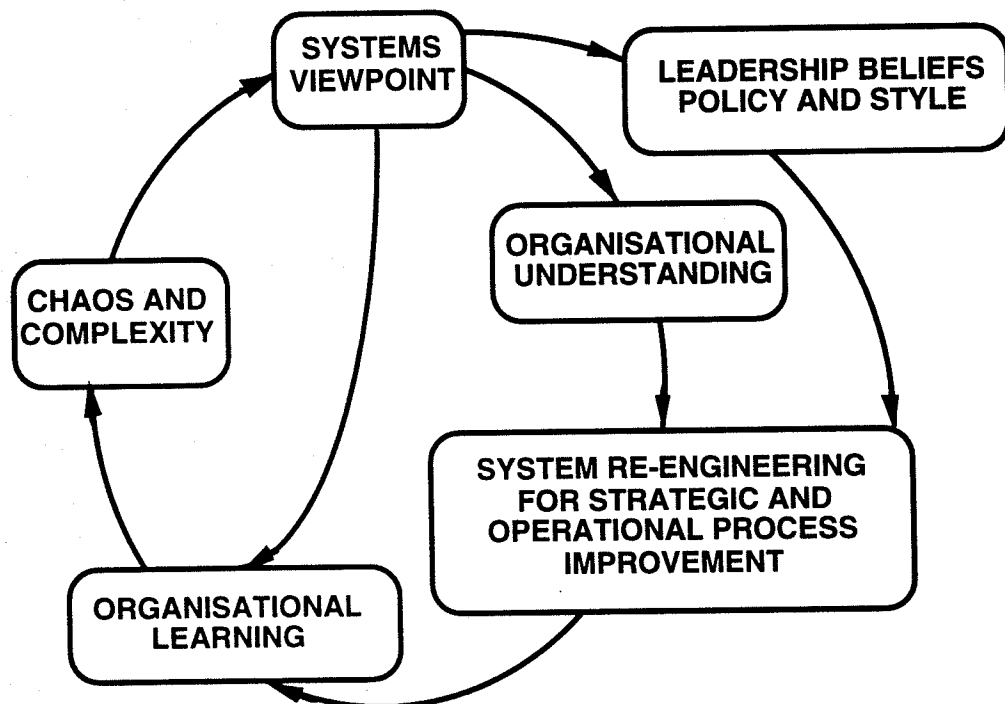 SYSTEMS
VIEWPOINT
LEADERSHIP BELIEFS
POLICY AND STYLE
ORGANISATIONAL
UNDERSTANDING
CHAOS AND
COMPLEXITY
SYSTEM RE-ENGINEERING
FOR STRATEGIC AND
OPERATIONAL PROCESS
IMPROVEMENT
ORGANISATIONAL
LEARNING